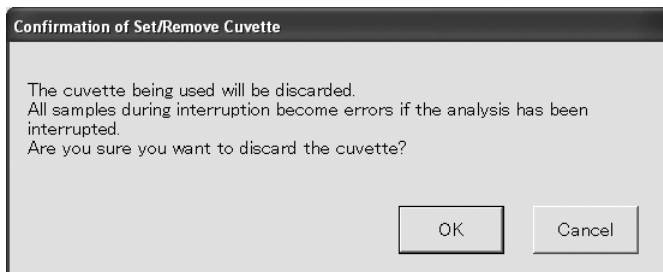 Confirmation of Set/Remove Cuvette
The cuvette being used will be discarded.
All samples during interruption become errors if the analysis has been
interrupted.
Are you sure you want to discard the cuvette?
OK
Cancel